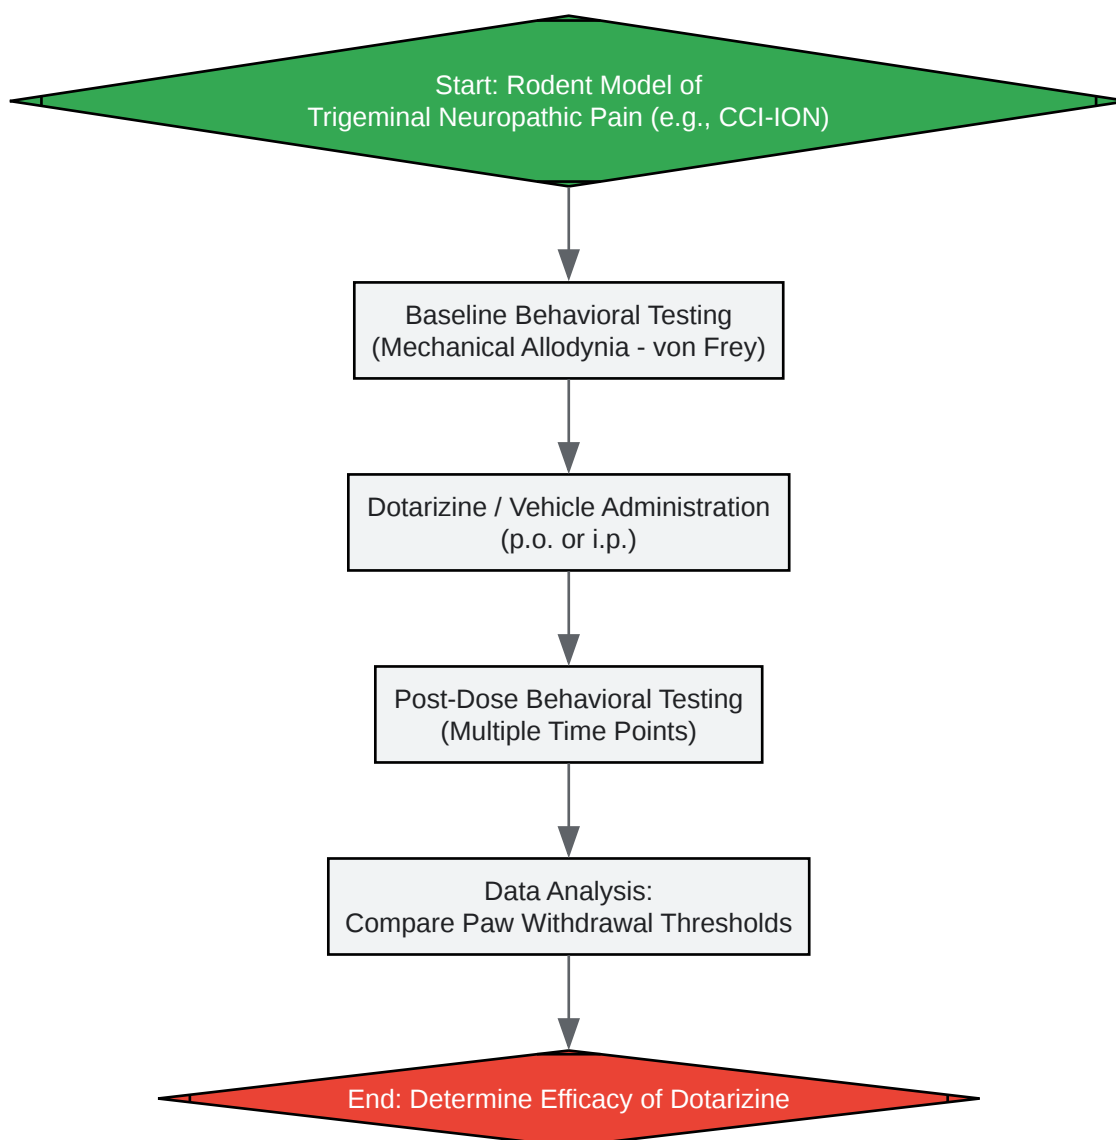 Start: Rodent Model of
Trigeminal Neuropathic Pain (e.g., CCI-ION)
Baseline Behavioral Testing
(Mechanical Allodynia - von Frey)
Dotarizine / Vehicle Administration
(p.o. or i.p.)
Post-Dose Behavioral Testing
(Multiple Time Points)
Data Analysis:
Compare Paw Withdrawal Thresholds
End: Determine Efficacy of Dotarizine